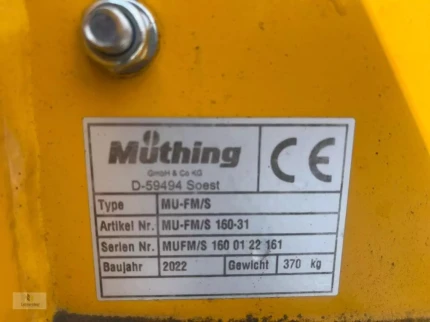 Müthing
GmbH & Co KG
D-59494 Soest
CE
Type MU-FM/S
Artikel Nr. MU-FM/S 160-31
Serien Nr. MUFM/S 160 01 22 161
Baujahr 2022 Gewicht 370 kg